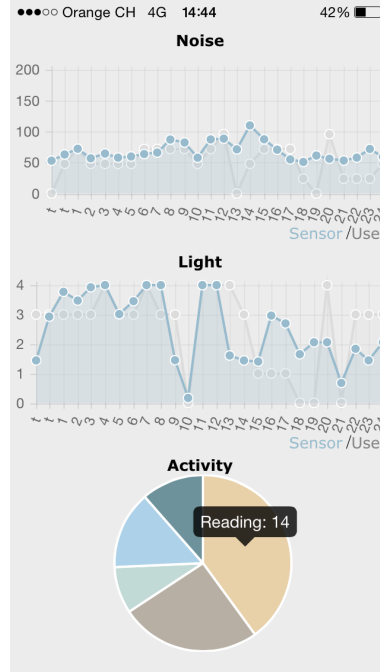 Orange CH 4G 14:44 42%
Noise
200
150
100
50
0
t t 1 2 3 4 5 6 7 8 9 10 11 12 13 14 15 16 17 18 19 20 21 22 23 24
Sensor /Use
Light
4
3
2
1
0
t t 1 2 3 4 5 6 7 8 9 10 11 12 13 14 15 16 17 18 19 20 21 22 23 24
Sensor /Use
Activity
Reading: 14